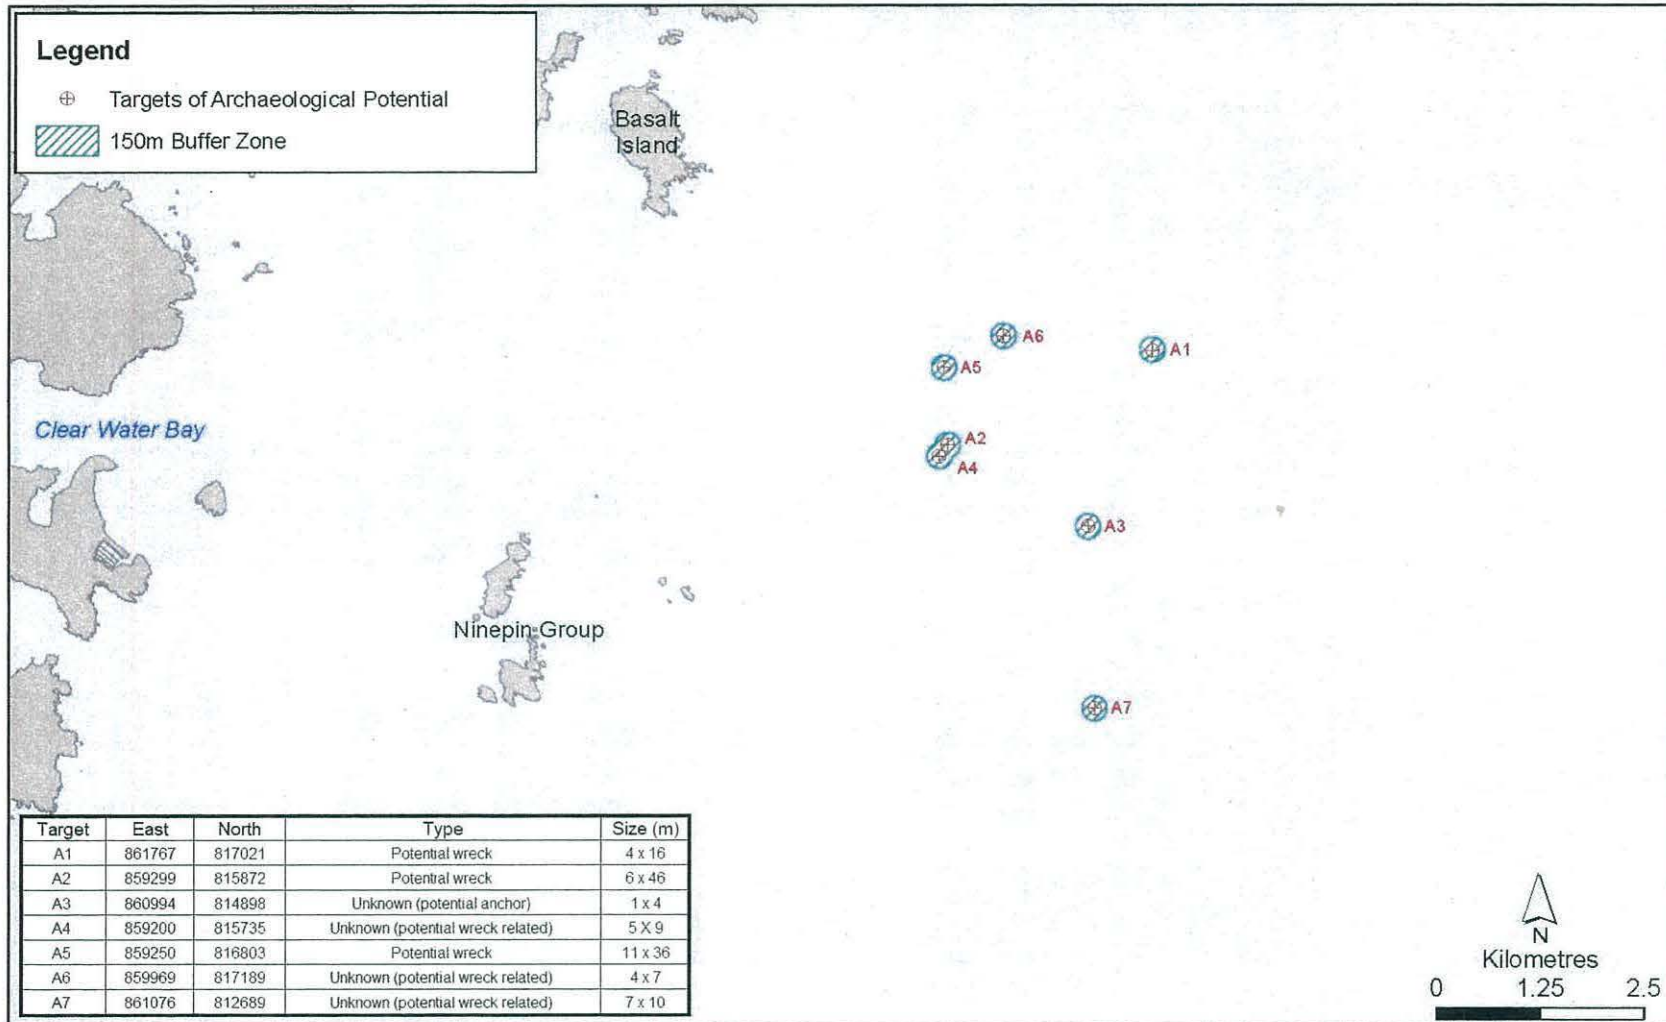 Legend
Targets of Archaeological Potential
150m Buffer Zone
Basalt
Island
A6
A1
A5
Clear Water Bay
A2
A4
A3
Ninepin Group
A7
Target East North Type Size (m)
A1 861767 817021 Potential wreck 4 x 16
A2 859299 815872 Potential wreck 6 x 46
A3 860994 814898 Unknown (potential anchor) 1 x 4
A4 859200 815735 Unknown (potential wreck related) 5 X 9
A5 859250 816803 Potential wreck 11 x 36
A6 859969 817189 Unknown (potential wreck related) 4 x 7
A7 861076 812689 Unknown (potential wreck related) 7 x 10
N
Kilometres
0 1.25 2.5